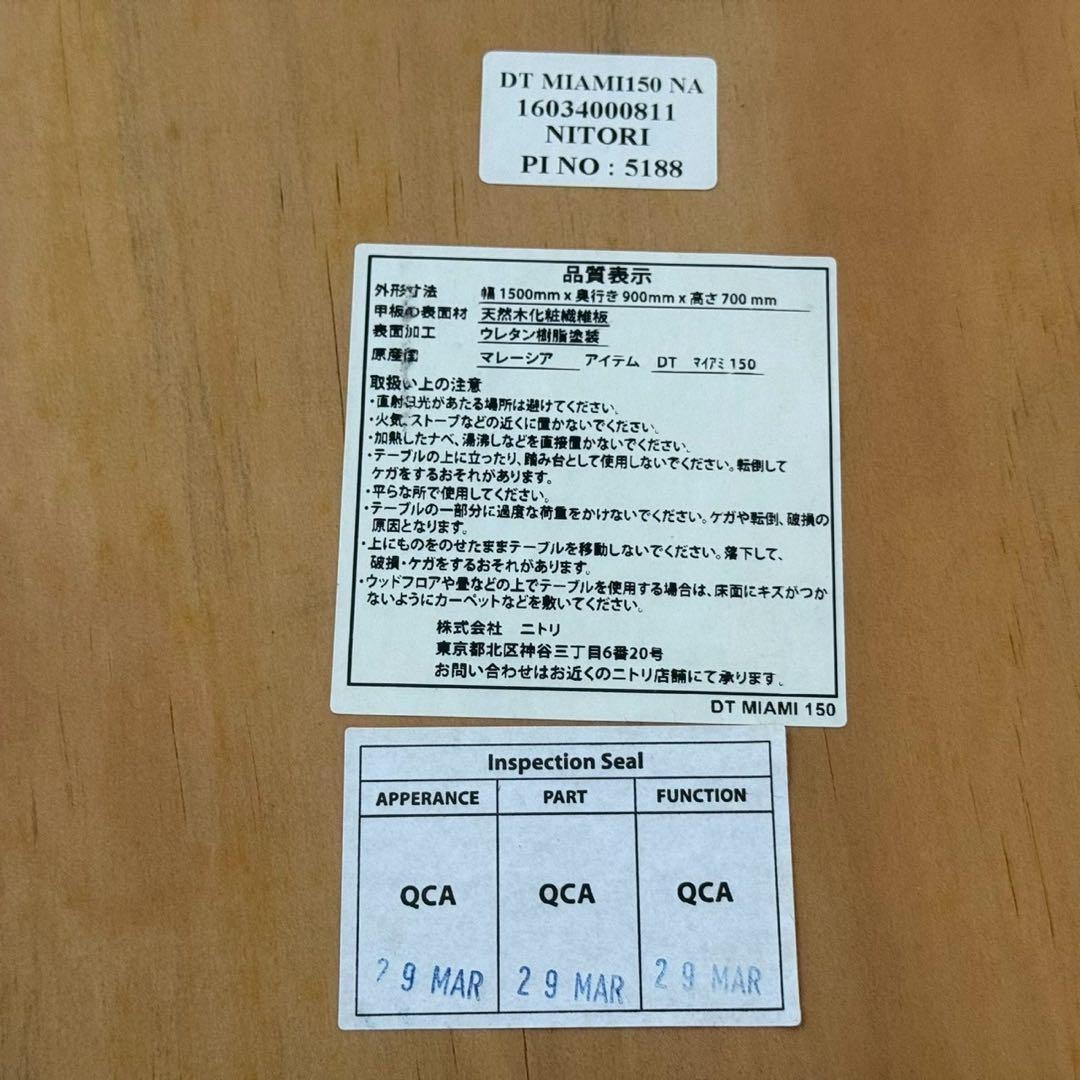 DT MIAMI150 NA
16034000811
NITORI
PI NO : 5188
品質表示
外形寸法 幅1500mm x 奥行き900mm x 高さ700 mm
甲板の表面材 天然木化粧繊維板
表面加工 ウレタン樹脂塗装
原産国 マレーシア アイテム DT マイアミ 150
取扱い上の注意
・直射日光があたる場所は避けてください。
・火気、ストーブなどの近くに置かないでください。
・加熱したナベ、湯沸しなどを直接置かないでください。
・テーブルの上に立ったり、踏み台として使用しないでください。転倒して
ケガをするおそれがあります。
・平らな所で使用してください。
・テーブルの一部分に過度な荷重をかけないでください。ケガや転倒、破損の
原因となります。
・上にものをのせたままテーブルを移動しないでください。落下して、
破損・ケガをするおそれがあります。
・ウッドフロアや畳などの上でテーブルを使用する場合は、床面にキズがつか
ないようにカーペットなどを敷いてください。
株式会社 ニトリ
東京都北区神谷三丁目6番20号
お問い合わせはお近くのニトリ店舗にて承ります。
DT MIAMI 150
Inspection Seal
APPERANCE PART FUNCTION
QCA QCA QCA
29 MAR 29 MAR 29 MAR